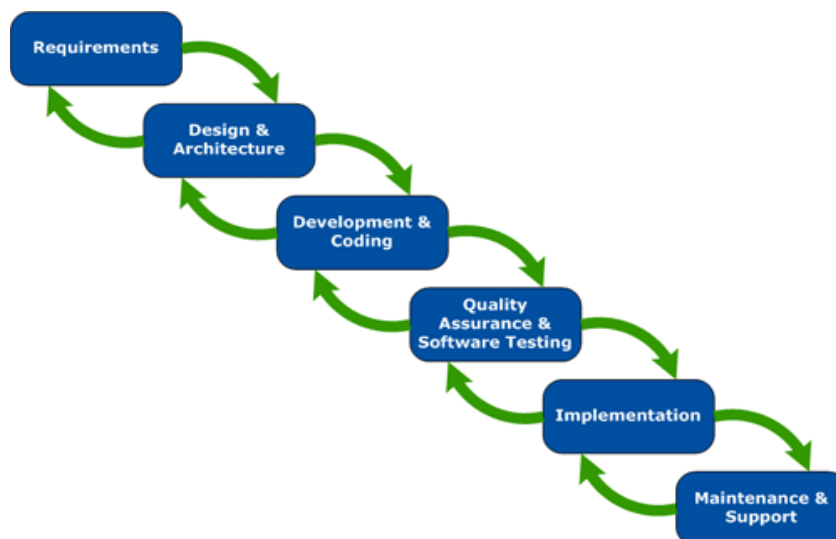 Requirements
Design &
Architecture
Development &
Coding
Quality
Assurance &
Software Testing
Implementation
Maintenance &
Support